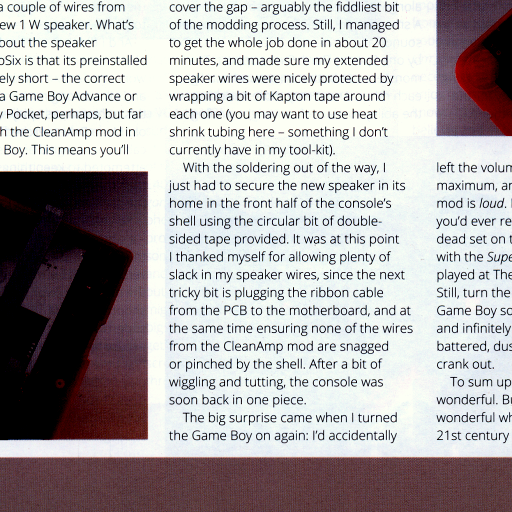 a couple of wires from
ew 1 W speaker. What's
bout the speaker
oSix is that its preinstalled
ely short – the correct
a Game Boy Advance or
y Pocket, perhaps, but far
h the CleanAmp mod in
Boy. This means you'll
cover the gap – arguably the fiddliest bit
of the modding process. Still, I managed
to get the whole job done in about 20
minutes, and made sure my extended
speaker wires were nicely protected by
wrapping a bit of Kapton tape around
each one (you may want to use heat
shrink tubing here – something I don't
currently have in my tool-kit).
With the soldering out of the way, I
just had to secure the new speaker in its
home in the front half of the console's
shell using the circular bit of double-
sided tape provided. It was at this point
I thanked myself for allowing plenty of
slack in my speaker wires, since the next
tricky bit is plugging the ribbon cable
from the PCB to the motherboard, and at
the same time ensuring none of the wires
from the CleanAmp mod are snagged
or pinched by the shell. After a bit of
wiggling and tutting, the console was
soon back in one piece.
The big surprise came when I turned
the Game Boy on again: I'd accidentally
left the volum
maximum, an
mod is loud. I
you'd ever re
dead set on t
with the Supe
played at The
Still, turn the
Game Boy so
and infinitely
battered, dus
crank out.
To sum up
wonderful. Bu
wonderful wh
21st century